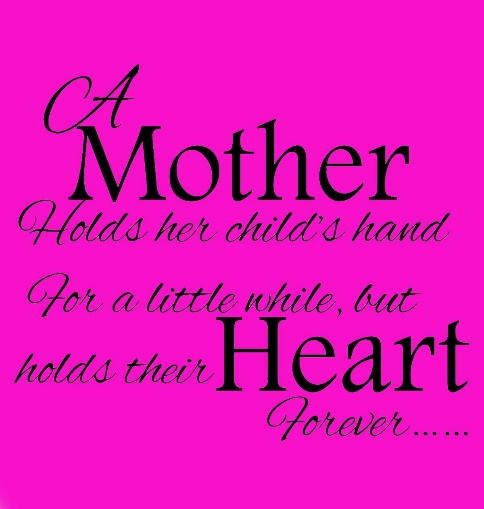 A
Mother
Holds her child's hand
For a little while, but
holds their Heart
Forever......